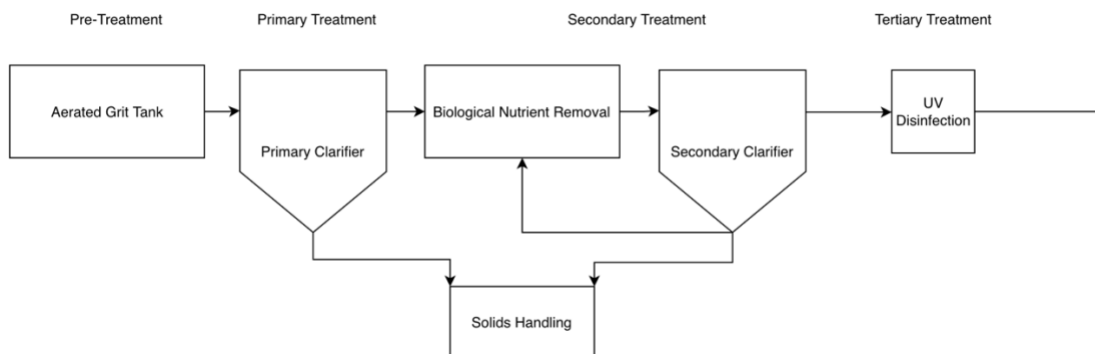 Pre-Treatment
Primary Treatment
Secondary Treatment
Tertiary Treatment
Aerated Grit Tank
Primary Clarifier
Biological Nutrient Removal
Secondary Clarifier
UV
Disinfection
Solids Handling